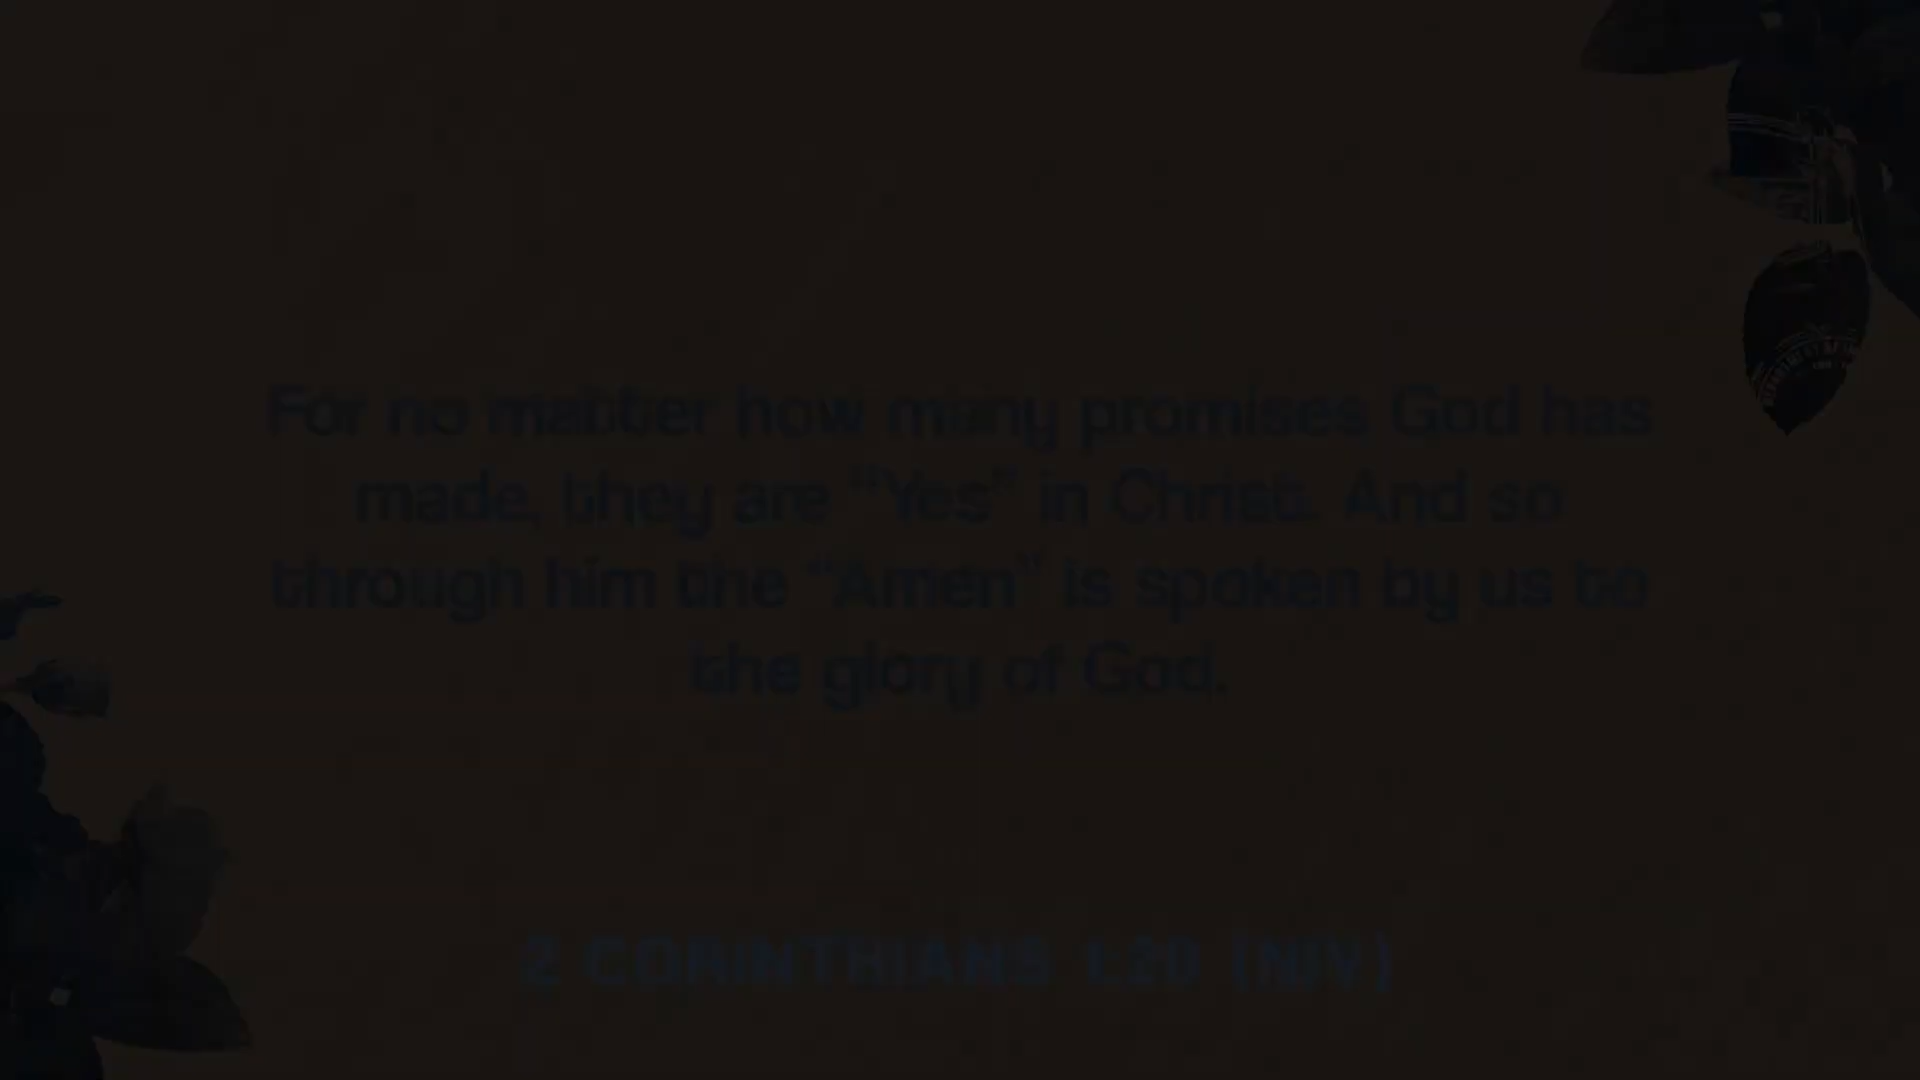 For no matter how many promises God has
made, they are “Yes” in Christ. And so
through him the “Amen” is spoken by us to
the glory of God.
2 CORINTHIANS 1:20 (NIV)